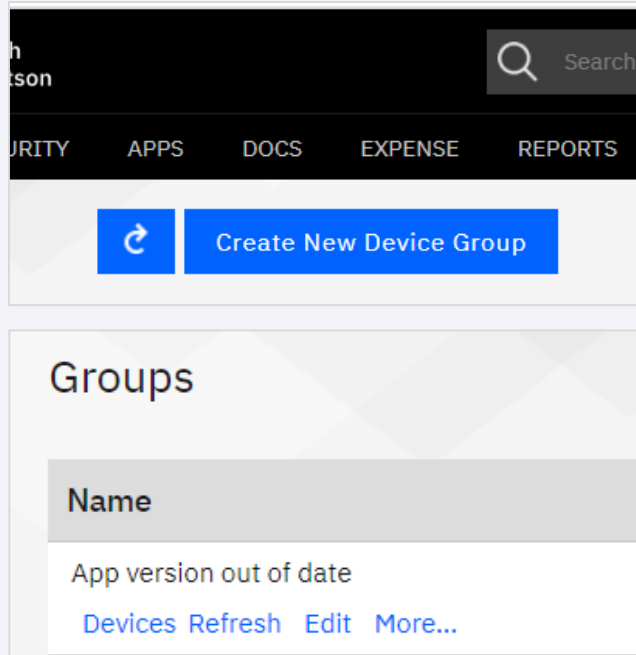 h
tson
Search
URITY APPS DOCS EXPENSE REPORTS
Create New Device Group
Groups
Name
App version out of date
Devices Refresh Edit More...